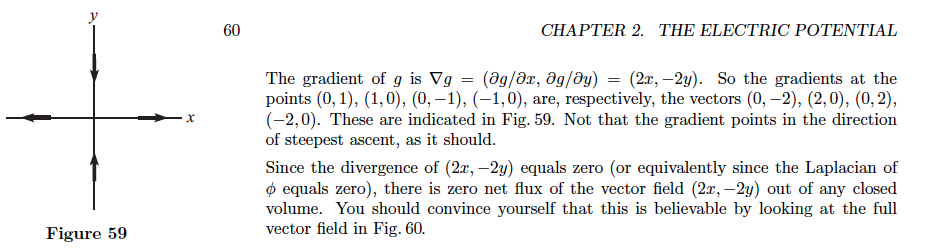 y
x
Figure 59
60
CHAPTER 2. THE ELECTRIC POTENTIAL
The gradient of g is ∇g = (∂g/∂x, ∂g/∂y) = (2x, −2y). So the gradients at the
points (0, 1), (1, 0), (0, −1), (−1, 0), are, respectively, the vectors (0, −2), (2, 0), (0, 2),
(−2, 0). These are indicated in Fig. 59. Not that the gradient points in the direction
of steepest ascent, as it should.
Since the divergence of (2x, −2y) equals zero (or equivalently since the Laplacian of
ϕ equals zero), there is zero net flux of the vector field (2x, −2y) out of any closed
volume. You should convince yourself that this is believable by looking at the full
vector field in Fig. 60.